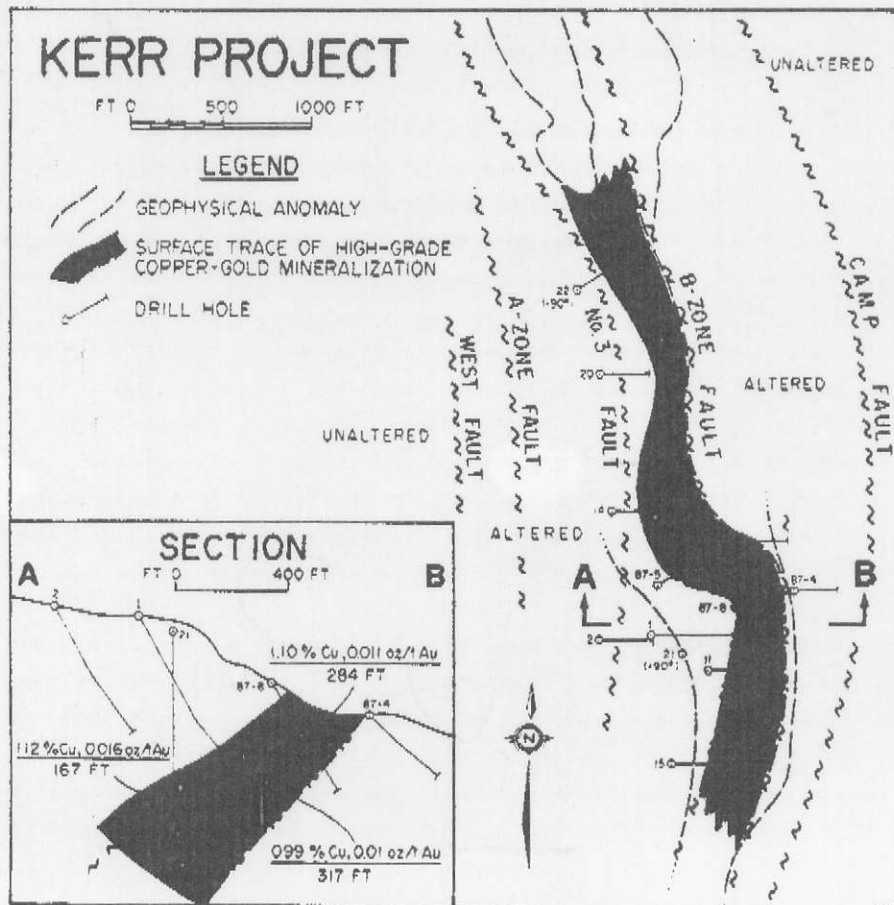 KERR PROJECT
FT 0 500 1000 FT
LEGEND
GEOPHYSICAL ANOMALY
SURFACE TRACE OF HIGH-GRADE
COPPER-GOLD MINERALIZATION
DRILL HOLE
UNALTERED
CAMP
FAULT
B-ZONE
FAULT
22
(-90°)
No. 3
FAULT
20
A-ZONE
FAULT
WEST
FAULT
ALTERED
UNALTERED
14
ALTERED
A
87-5
87-8
87-4
B
1
2
21
(-90°)
11
15
N
SECTION
A
FT 0 400 FT
B
2
1
21
1.10% Cu, 0.011 oz/t Au
284 FT
87-8
87-4
1.12 % Cu, 0.016 oz/t Au
167 FT
0.99 % Cu, 0.01 oz/t Au
317 FT